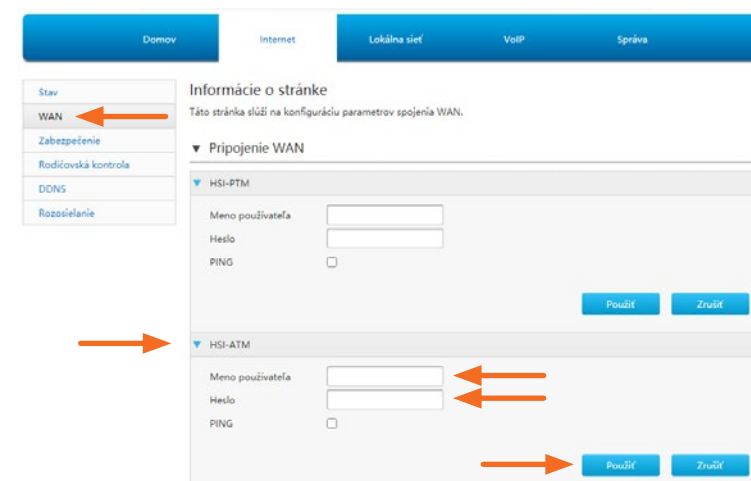 Domov Internet Lokálna sieť VoIP Správa
Stav
WAN
Zabezpečenie
Rodičovská kontrola
DDNS
Rozosielanie
Informácie o stránke
Táto stránka slúži na konfiguráciu parametrov spojenia WAN.
Pripojenie WAN
HSI-PTM
Meno používateľa
Heslo
PING
Použiť Zrušiť
HSI-ATM
Meno používateľa
Heslo
PING
Použiť Zrušiť